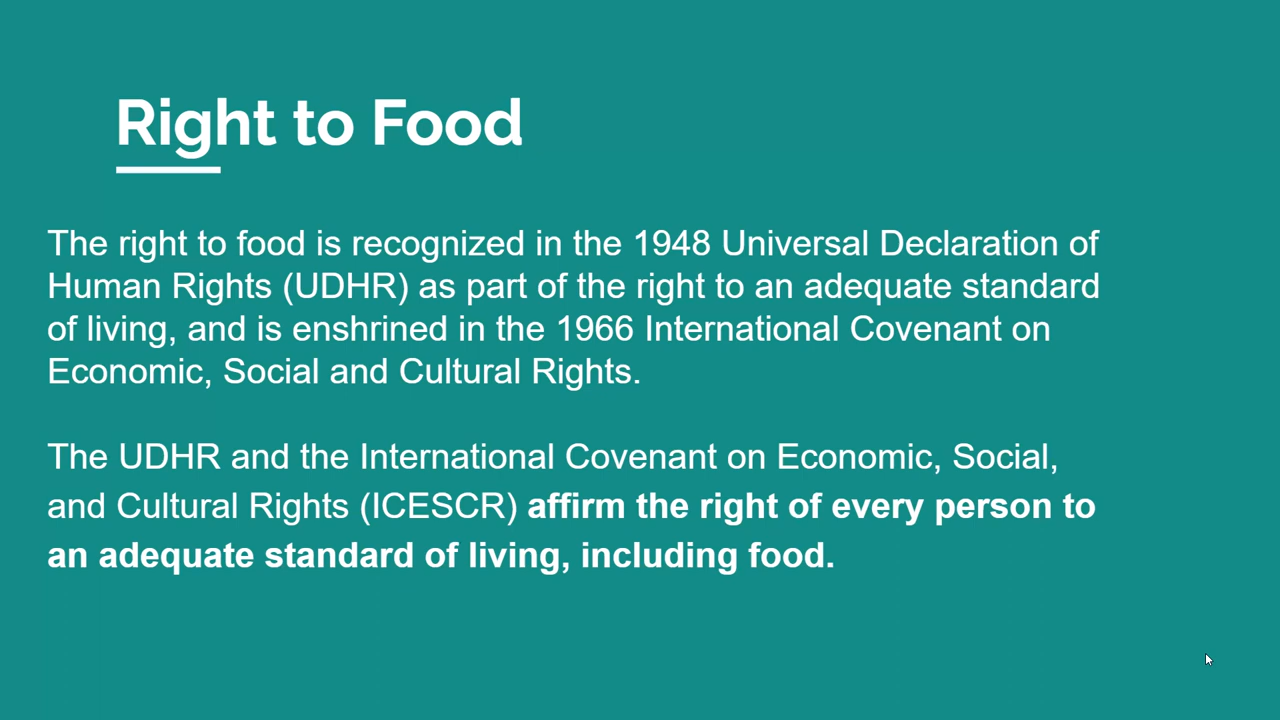 Right to Food
The right to food is recognized in the 1948 Universal Declaration of
Human Rights (UDHR) as part of the right to an adequate standard
of living, and is enshrined in the 1966 International Covenant on
Economic, Social and Cultural Rights.
The UDHR and the International Covenant on Economic, Social,
and Cultural Rights (ICESCR) affirm the right of every person to
an adequate standard of living, including food.